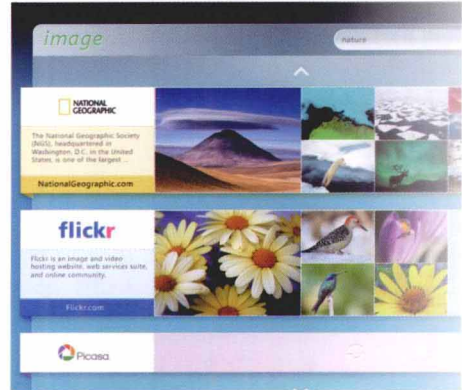 image
nature
NATIONAL
GEOGRAPHIC
The National Geographic Society
(NGS), headquartered in
Washington, D.C. in the United
States, is one of the largest ...
NationalGeographic.com
flickr
Flickr is an image and video
hosting website, web services suite,
and online community.
Flickr.com
Picasa